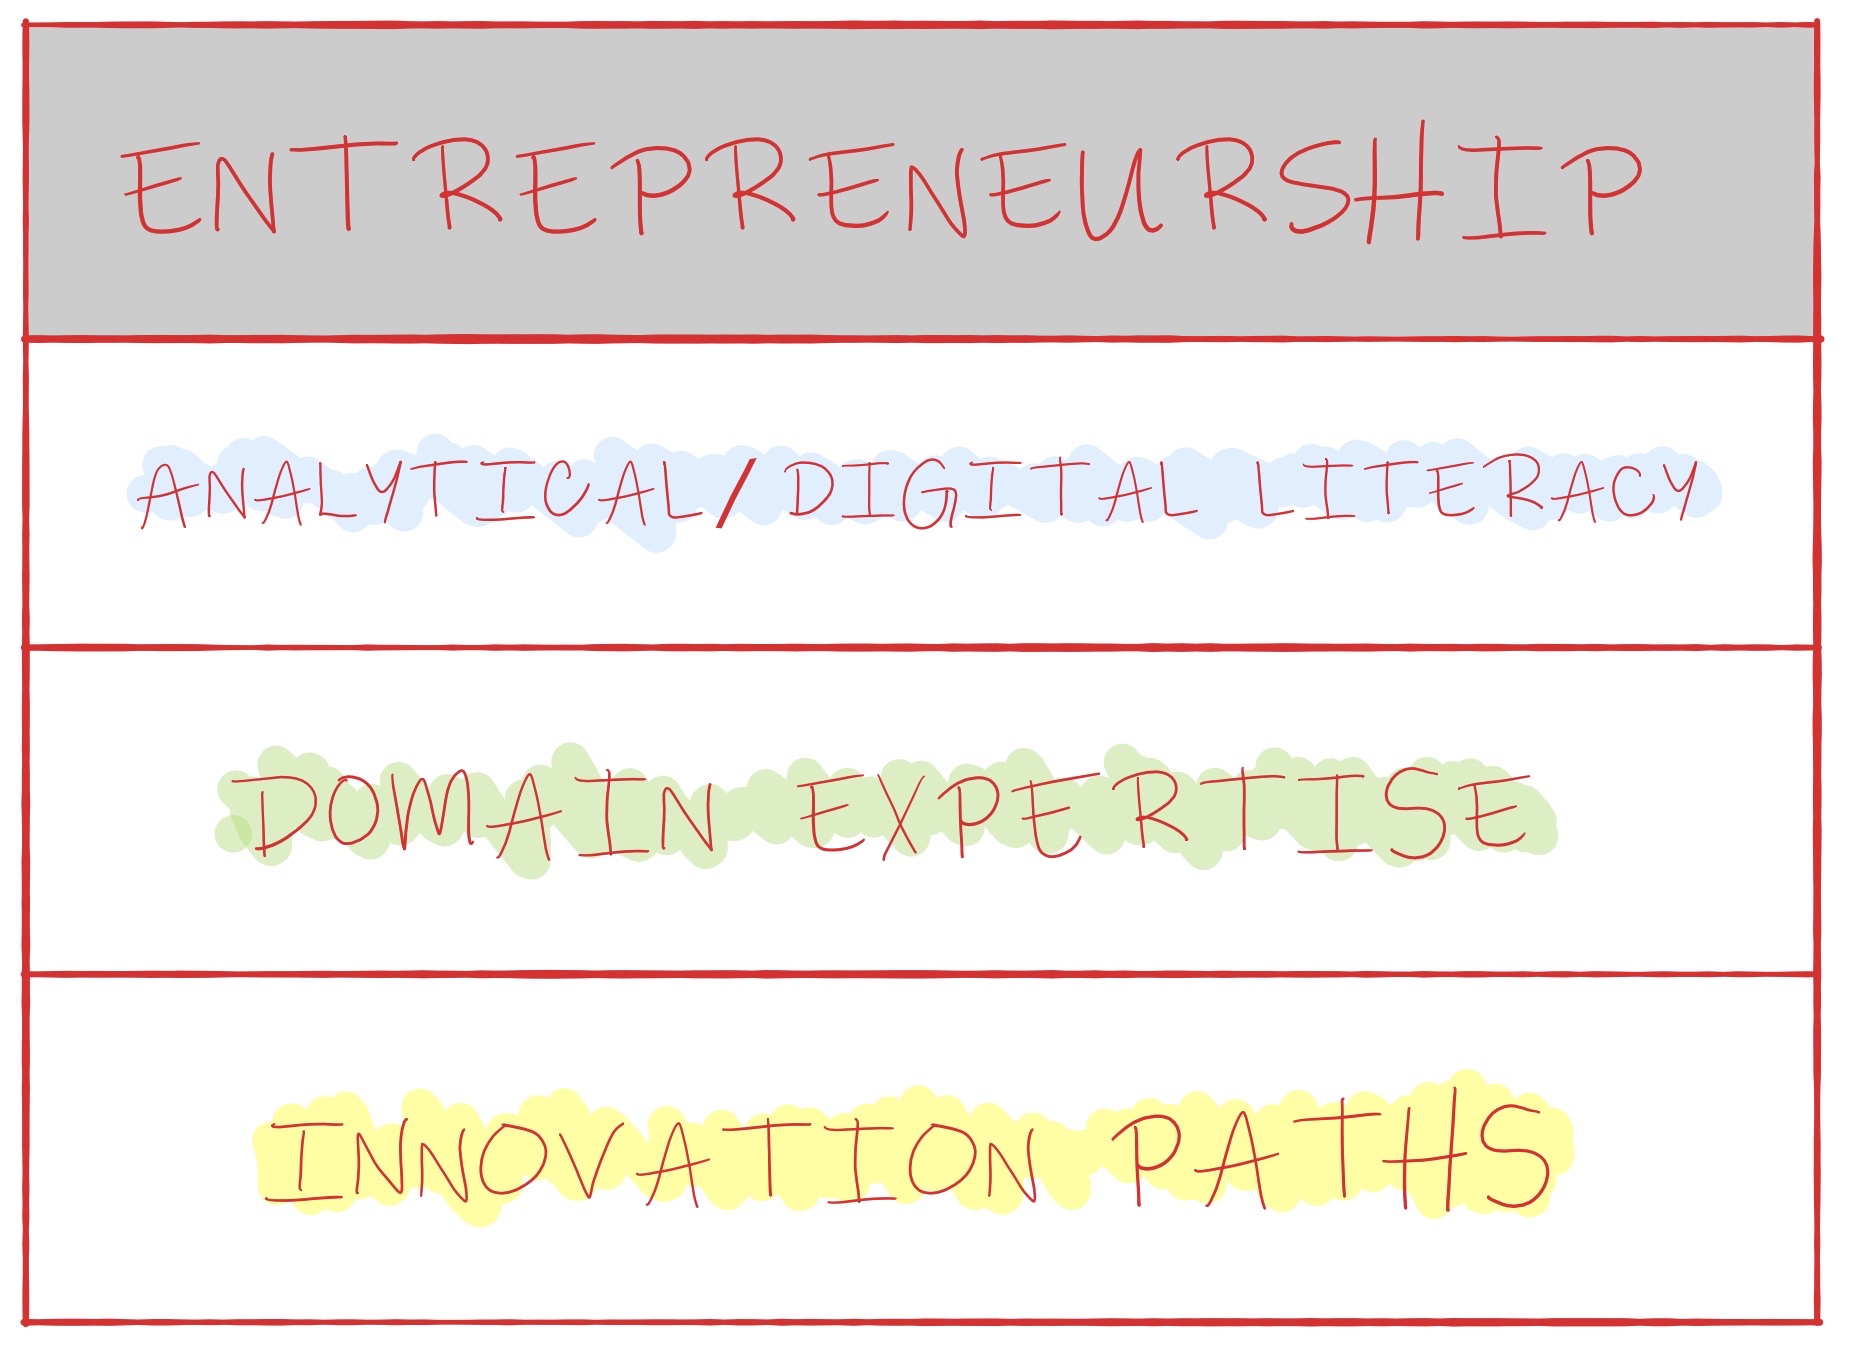 ENTREPRENEURSHIP
ANALYTICAL/DIGITAL LITERACY
DOMAIN EXPERTISE
INNOVATION PATHS